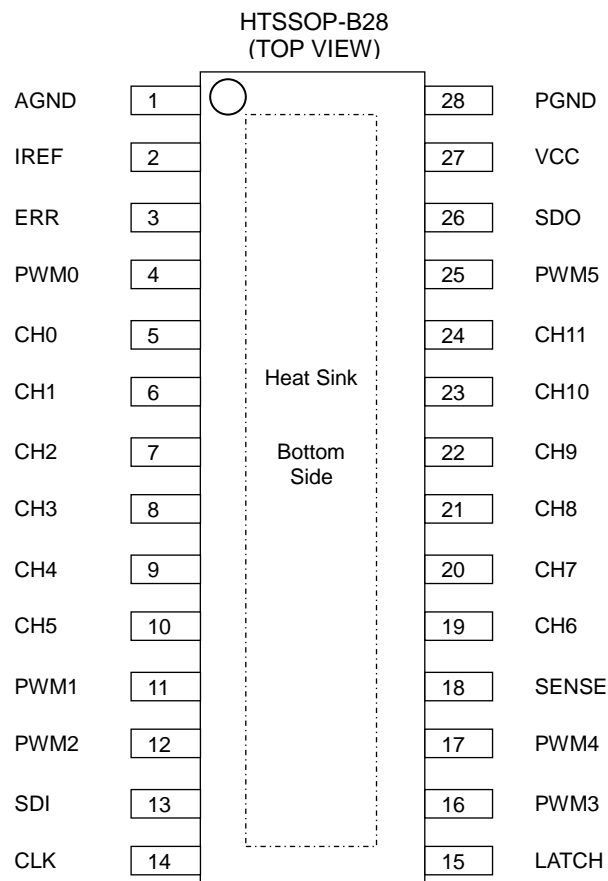 HTSSOP-B28
(TOP VIEW)
AGND 1 28 PGND
IREF 2 27 VCC
ERR 3 26 SDO
PWM0 4 25 PWM5
CH0 5 24 CH11
Heat Sink
CH1 6 23 CH10
CH2 7 Bottom 22 CH9
Side
CH3 8 21 CH8
CH4 9 20 CH7
CH5 10 19 CH6
PWM1 11 18 SENSE
PWM2 12 17 PWM4
SDI 13 16 PWM3
CLK 14 15 LATCH